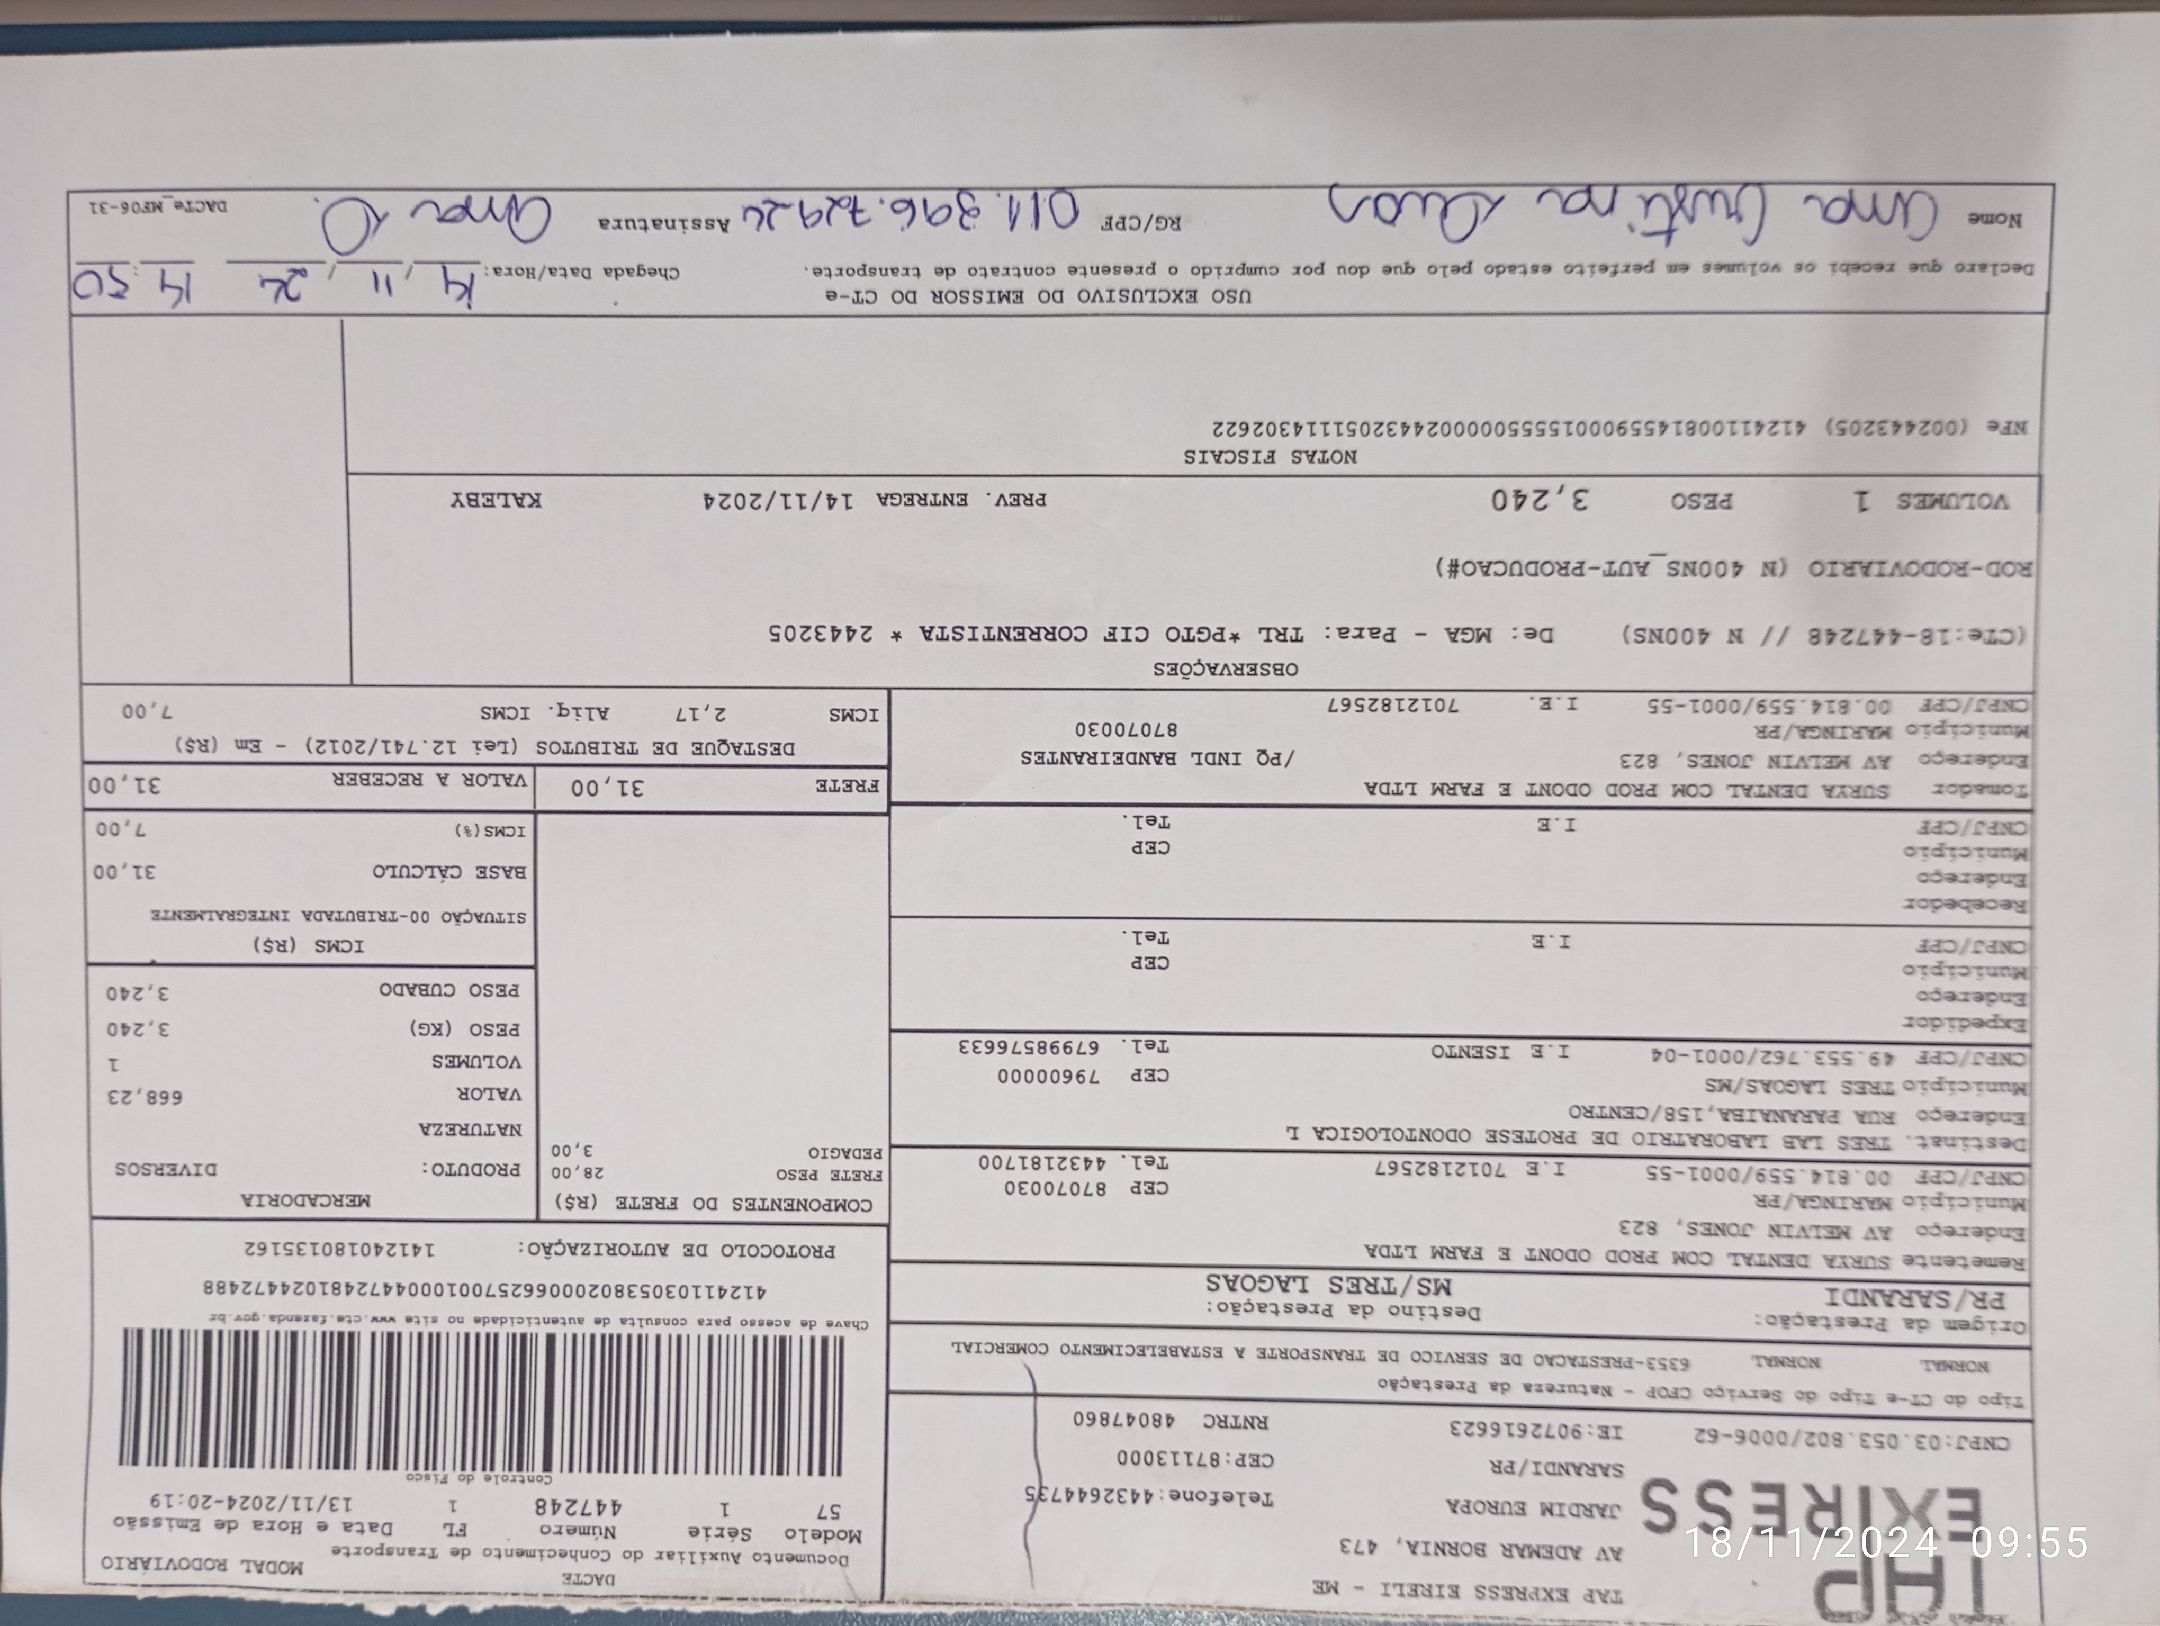 TAP EXPRESS EIRELI - ME
TAP
EXIRESS
AV ADEMAR BORNIA, 473
JARDIM EUROPA Telefone:4432644735
SARANDI/PR CEP:87113000
CNPJ:03.053.802/0006-62 IE:9072616623 RNTRC 48047860
DACTE
Documento Auxiliar do Conhecimento de Transporte MODAL RODOVIÁRIO
Modelo Série Número FL Data e Hora de Emissão
57 1 447248 1 13/11/2024-20:19
Controle do Fisco
Chave de acesso para consulta de autenticidade no site www.cte.fazenda.gov.br
41241103053802000662570010004472481024472488
PROTOCOLO DE AUTORIZAÇÃO: 141240180135162
Tipo do CT-e Tipo do Serviço CFOP - Natureza da Prestação
NORMAL NORMAL 6353-PRESTACAO DE SERVICO DE TRANSPORTE A ESTABELECIMENTO COMERCIAL
Origem da Prestação: Destino da Prestação:
PR/SARANDI MS/TRES LAGOAS
Remetente SURYA DENTAL COM PROD ODONT E FARM LTDA
Endereço AV MELVIN JONES, 823
Município MARINGA/PR CEP 87070030
CNPJ/CPF 00.814.559/0001-55 I.E 7012182567 Tel. 4432181700
Destinat. TRES LAB LABORATRIO DE PROTESE ODONTOLOGICA L
Endereço RUA PARANAIBA,158/CENTRO
Município TRES LAGOAS/MS CEP 79600000
CNPJ/CPF 49.553.762/0001-04 I.E ISENTO Tel. 67998576633
Expedidor
Endereço
Município CEP
CNPJ/CPF I.E Tel.
Recebedor
Endereço
Município CEP
CNPJ/CPF I.E Tel.
Tomador SURYA DENTAL COM PROD ODONT E FARM LTDA
Endereço AV MELVIN JONES, 823 /PQ INDL BANDEIRANTES
Município MARINGA/PR 87070030
CNPJ/CPF 00.814.559/0001-55 I.E. 7012182567
COMPONENTES DO FRETE (R$)
FRETE PESO 28,00
PEDAGIO 3,00
MERCADORIA
PRODUTO: DIVERSOS
NATUREZA
VALOR 668,23
VOLUMES 1
PESO (KG) 3,240
PESO CUBADO 3,240
ICMS (R$)
SITUAÇÃO 00-TRIBUTADA INTEGRALMENTE
BASE CÁLCULO 31,00
ICMS(%) 7,00
FRETE 31,00 VALOR A RECEBER 31,00
DESTAQUE DE TRIBUTOS (Lei 12.741/2012) - Em (R$)
ICMS 2,17 Aliq. ICMS 7,00
OBSERVAÇÕES
(CTe:18-447248 // N 400NS) De: MGA - Para: TRL *PGTO CIF CORRENTISTA * 2443205
ROD-RODOVIARIO (N 400NS_AUT-PRODUCAO#)
VOLUMES 1 PESO 3,240 PREV. ENTREGA 14/11/2024 KALEBY
NOTAS FISCAIS
NFe (002443205) 41241100814559000155550000024432051114302622
USO EXCLUSIVO DO EMISSOR DO CT-e
Declaro que recebi os volumes em perfeito estado pelo que dou por cumprido o presente contrato de transporte. Chegada Data/Hora: 14/11/24 14:50
Nome Ana Cristina RG/CPF 011.396.729.24 Assinatura Ana
DACTe_MF06-31
18/11/2024 09:55